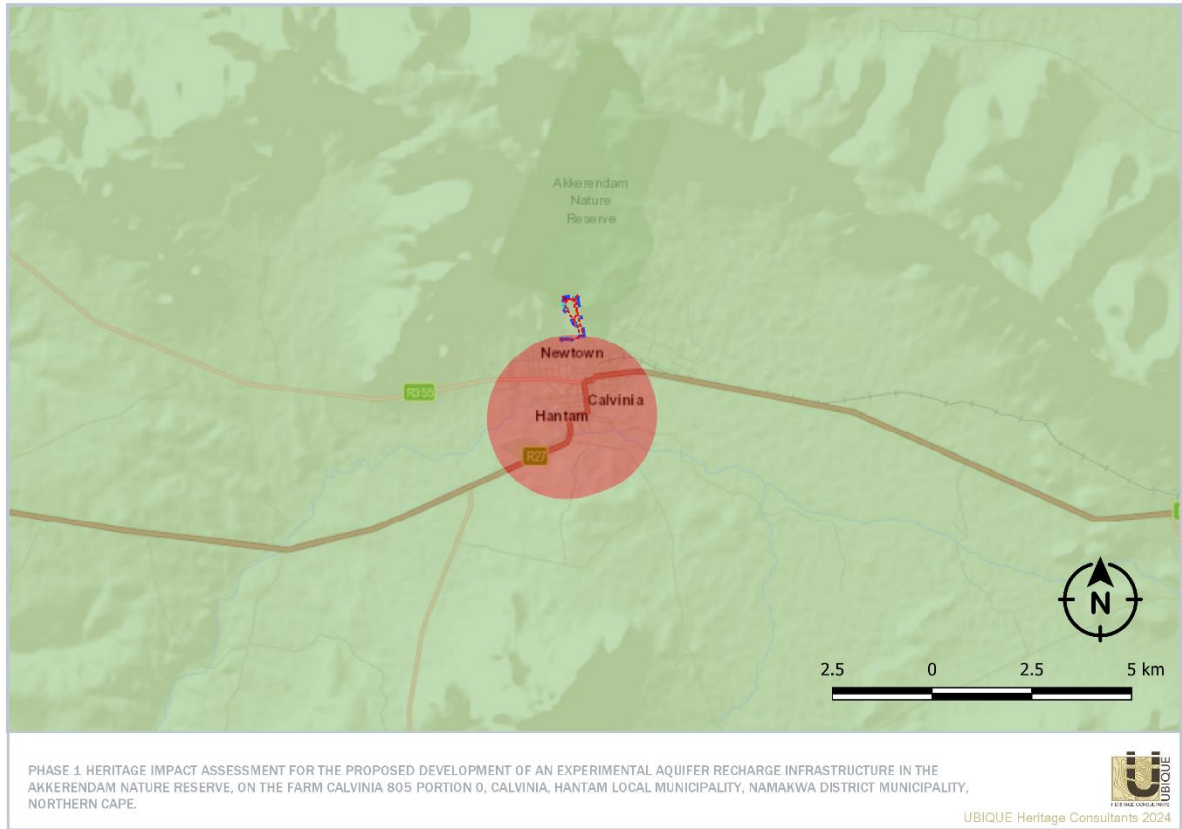 Akkerendam
Nature
Reserve
Newtown
R355
Calvinia
Hantam
R27
N
2.5 0 2.5 5 km
PHASE 1 HERITAGE IMPACT ASSESSMENT FOR THE PROPOSED DEVELOPMENT OF AN EXPERIMENTAL AQUIFER RECHARGE INFRASTRUCTURE IN THE
AKKERENDAM NATURE RESERVE, ON THE FARM CALVINIA 805 PORTION 0, CALVINIA, HANTAM LOCAL MUNICIPALITY, NAMAKWA DISTRICT MUNICIPALITY,
NORTHERN CAPE.
UBIQUE
HERITAGE CONSULTANTS
UBIQUE Heritage Consultants 2024